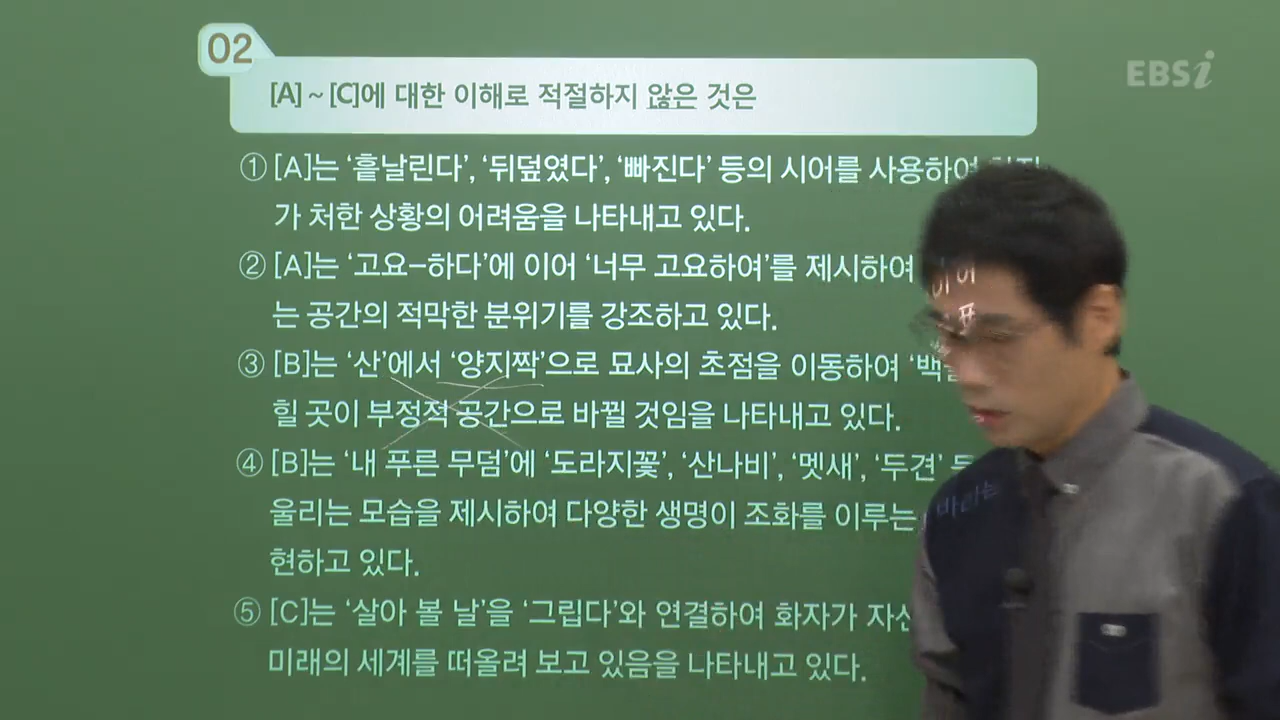 02
EBSi
[A]~[C]에 대한 이해로 적절하지 않은 것은
① [A]는 ‘흩날린다’, ‘뒤덮였다’, ‘빠진다’ 등의 시어를 사용하여
가 처한 상황의 어려움을 나타내고 있다.
② [A]는 ‘고요-하다’에 이어 ‘너무 고요하여’를 제시하여
는 공간의 적막한 분위기를 강조하고 있다.
③ [B]는 ‘산’에서 ‘양지짝’으로 묘사의 초점을 이동하여
힐 곳이 부정적 공간으로 바뀔 것임을 나타내고 있다.
④ [B]는 ‘내 푸른 무덤’에 ‘도라지꽃’, ‘산나비’, ‘멧새’, ‘두견’
울리는 모습을 제시하여 다양한 생명이 조화를 이루는
현하고 있다.
⑤ [C]는 ‘살아 볼 날’을 ‘그립다’와 연결하여 화자가
미래의 세계를 떠올려 보고 있음을 나타내고 있다.